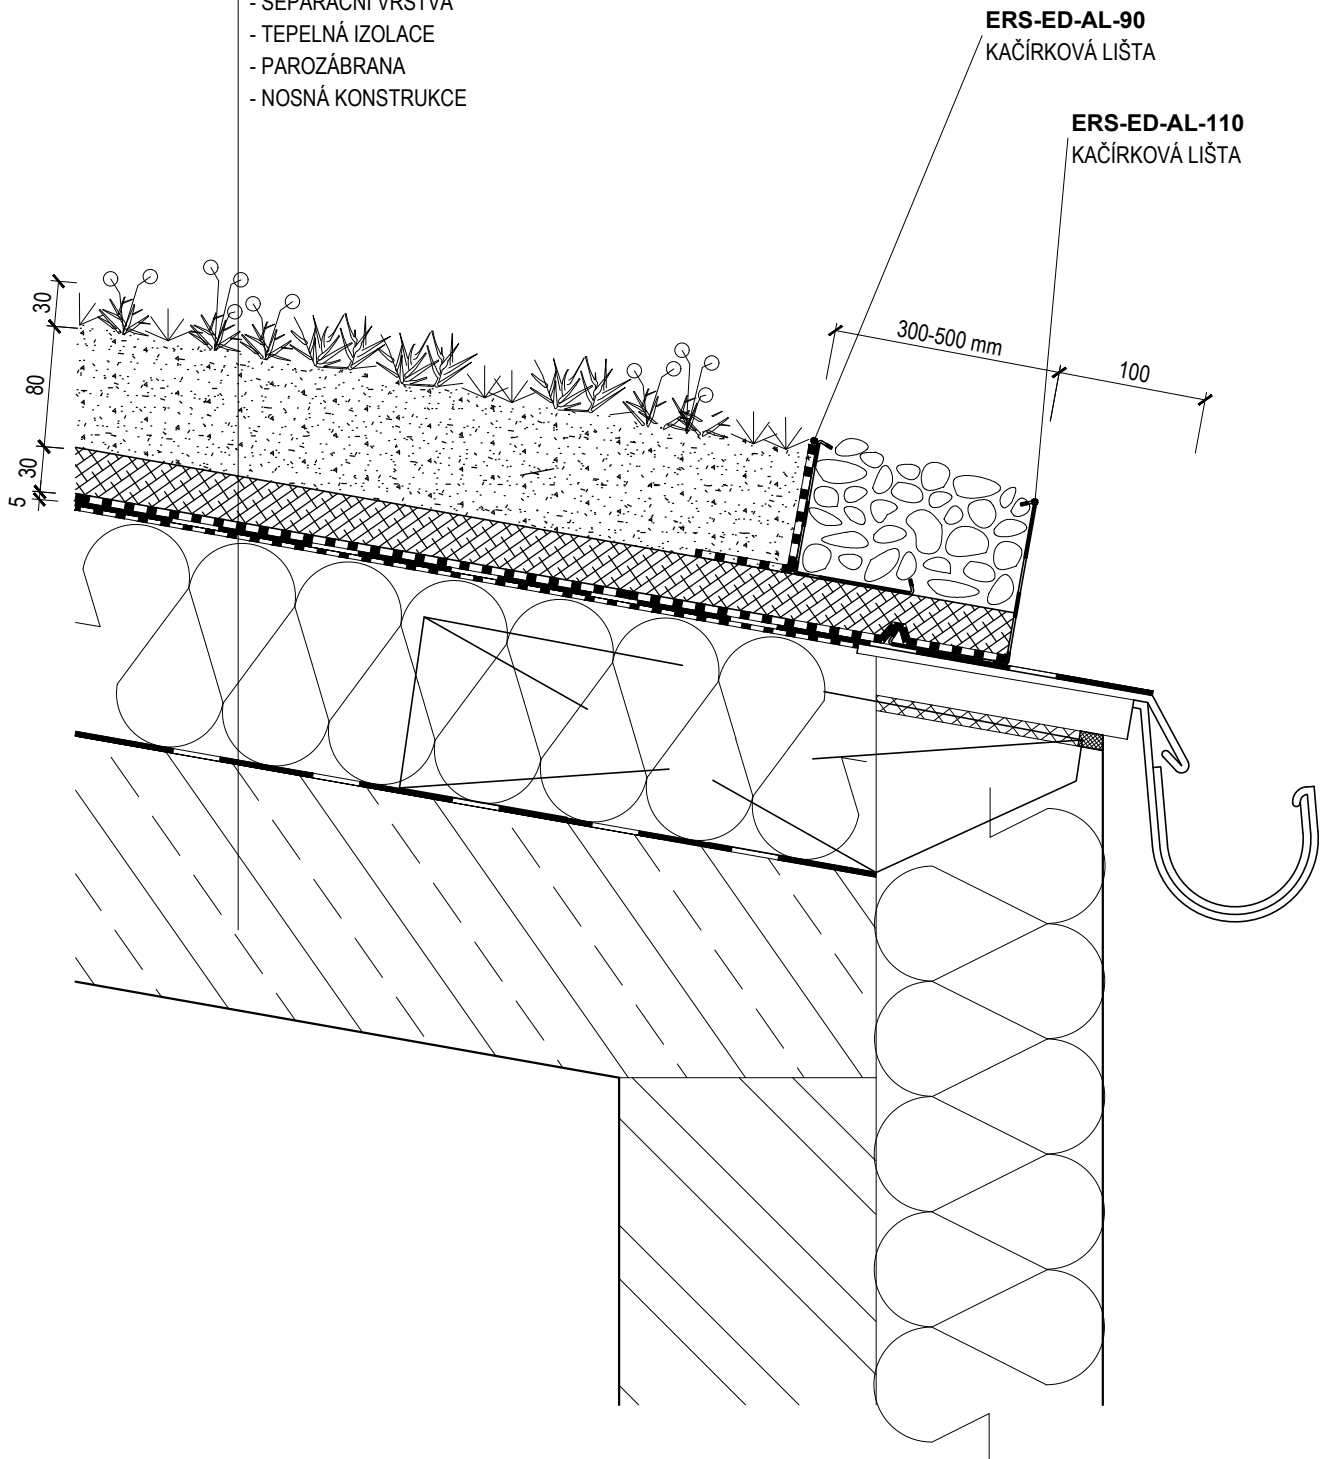 - SEPARAČNÍ VRSTVA
- TEPELNÁ IZOLACE
- PAROZÁBRANA
- NOSNÁ KONSTRUKCE
ERS-ED-AL-90
KAČÍRKOVÁ LIŠTA
ERS-ED-AL-110
KAČÍRKOVÁ LIŠTA
30
80
30
5
300-500 mm
100